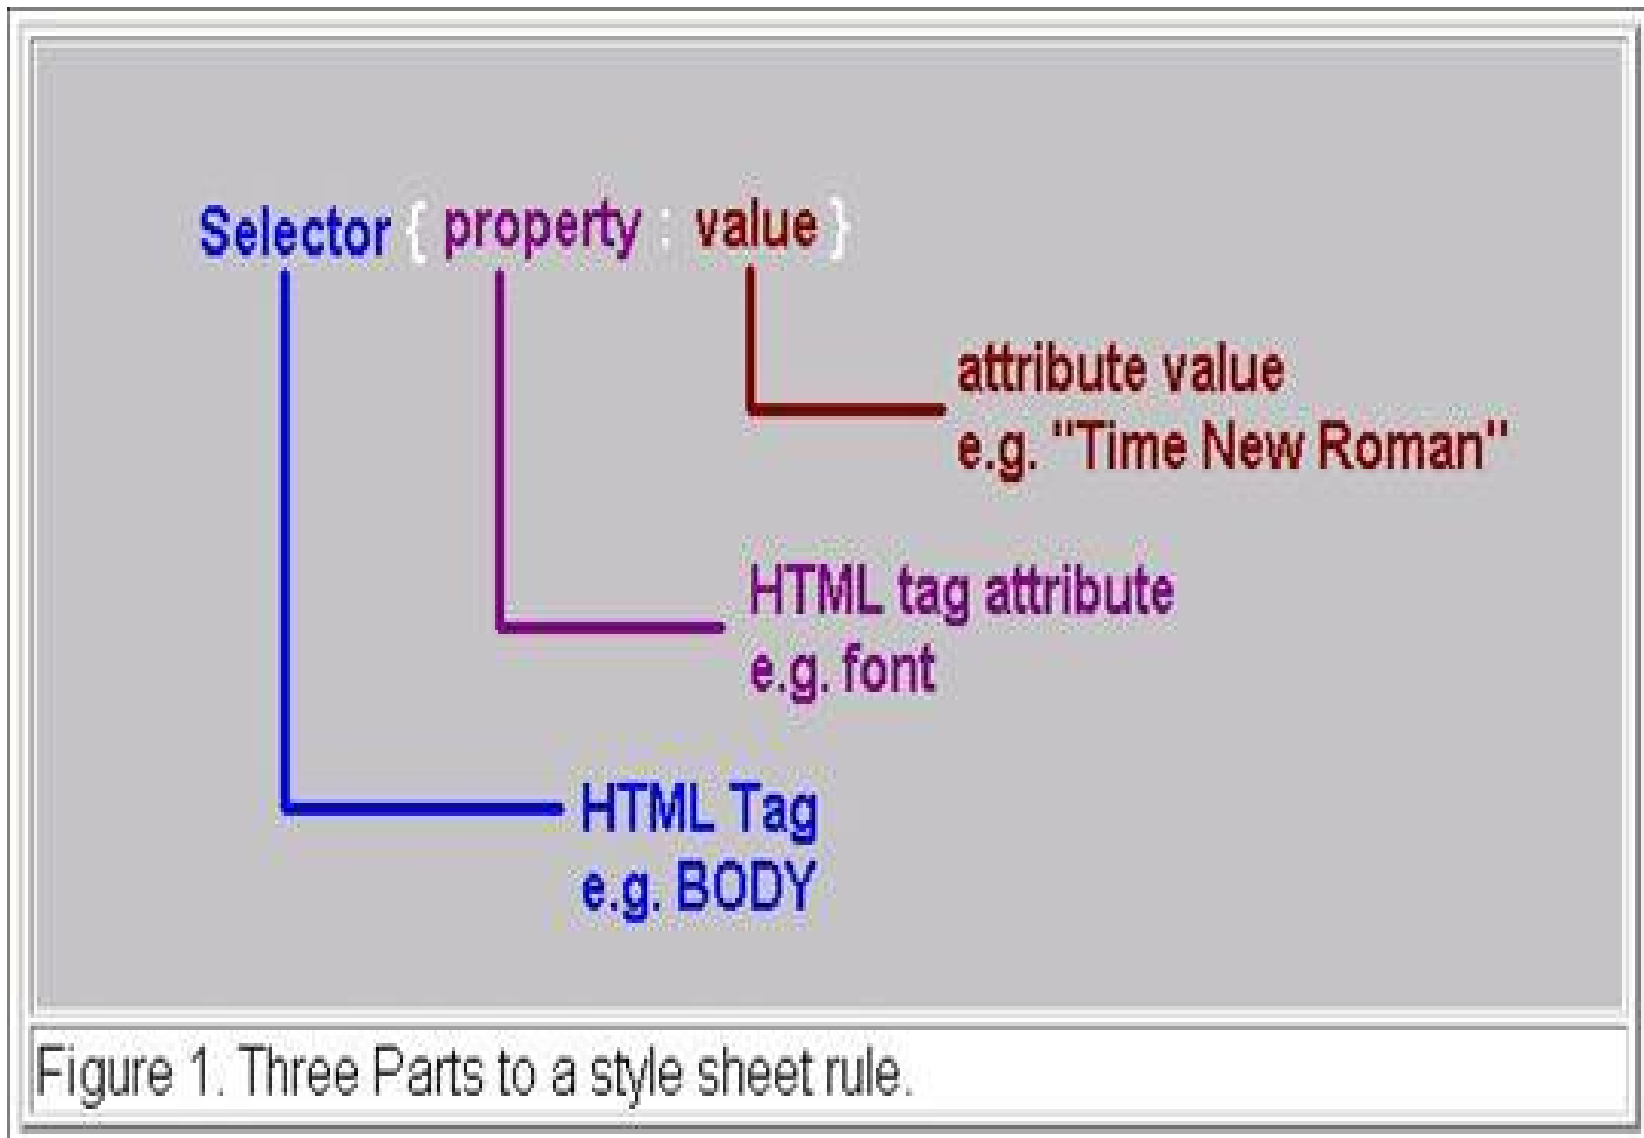 Selector { property : value }
attribute value
e.g. "Time New Roman"
HTML tag attribute
e.g. font
HTML Tag
e.g. BODY
Figure 1. Three Parts to a style sheet rule.